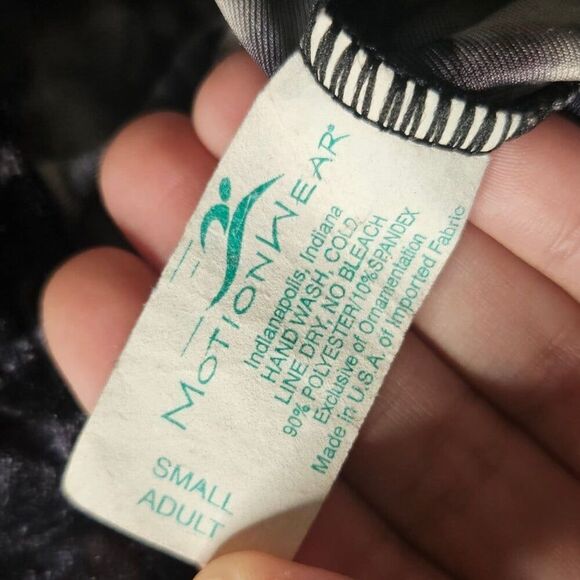 MOTIONWEAR®
Indianapolis, Indiana
HAND WASH, COLD
LINE DRY, NO BLEACH
90% POLYESTER/10% SPANDEX
Exclusive of Ornamentation
Made in U.S.A. of Imported Fabric
SMALL
ADULT